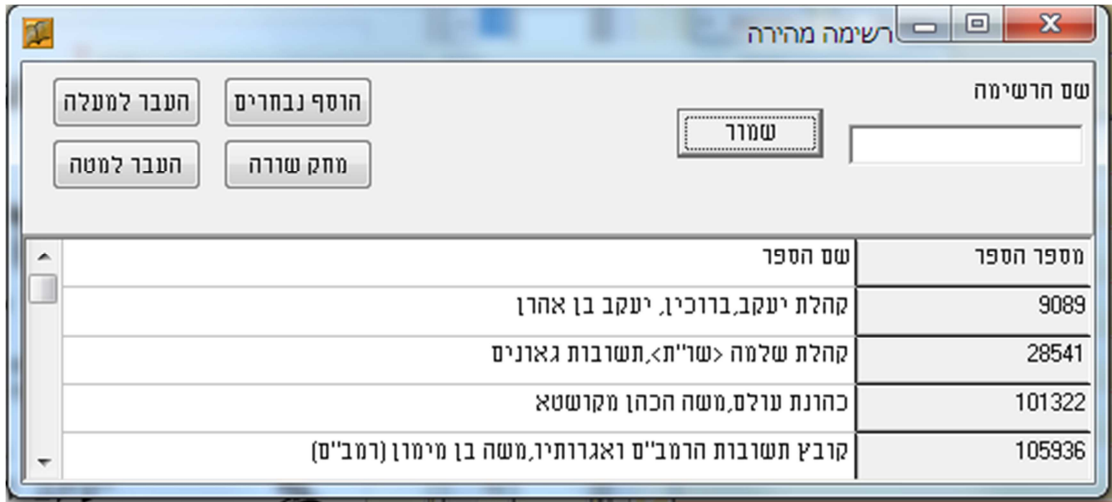 רשימה מהירה
שם הרשימה
שמור
הוסף נבחרים
העבר למעלה
מחק שורה
העבר למטה
מספר הספר שם הספר
9089 קהלת יעקב,ברוכין, יעקב בן אהרן
28541 קהלת שלמה <שו"ת>,תשובות גאונים
101322 כהונת עולם,משה הכהן מקושטא
105936 קובץ תשובות הרמב"ם ואגרותיו,משה בן מימון (רמב"ם)